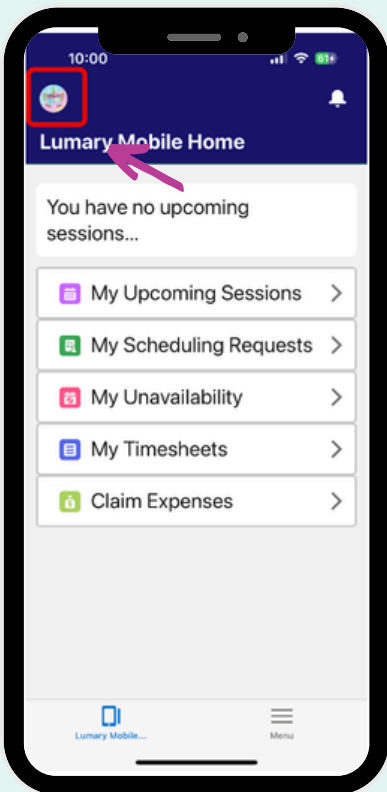 10:00
61
Lumary Mobile Home
You have no upcoming
sessions...
My Upcoming Sessions
My Scheduling Requests
My Unavailability
My Timesheets
Claim Expenses
Lumary Mobile...
Menu